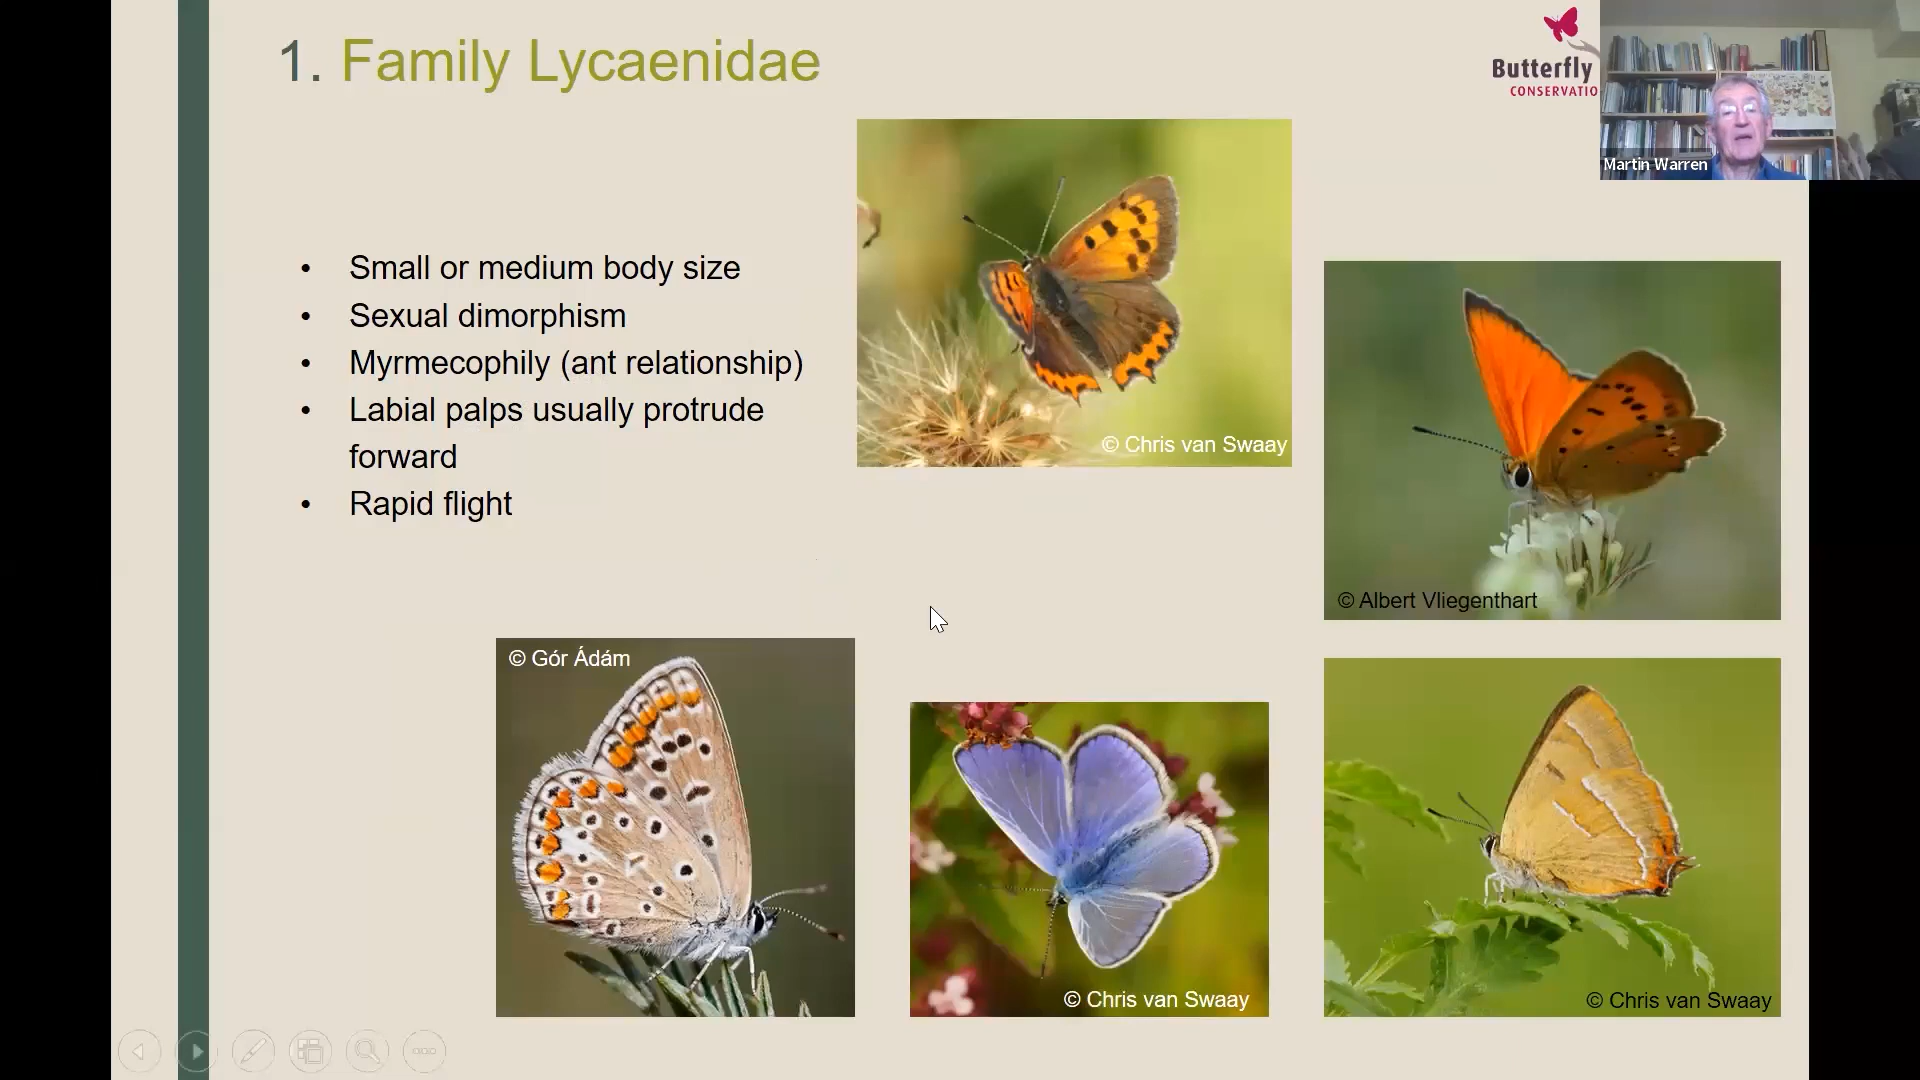 1. Family Lycaenidae
Butterfly
CONSERVATIO
Martin Warren
• Small or medium body size
• Sexual dimorphism
• Myrmecophily (ant relationship)
• Labial palps usually protrude
forward
• Rapid flight
© Chris van Swaay
© Albert Vliegenthart
© Gór Ádám
© Chris van Swaay
© Chris van Swaay